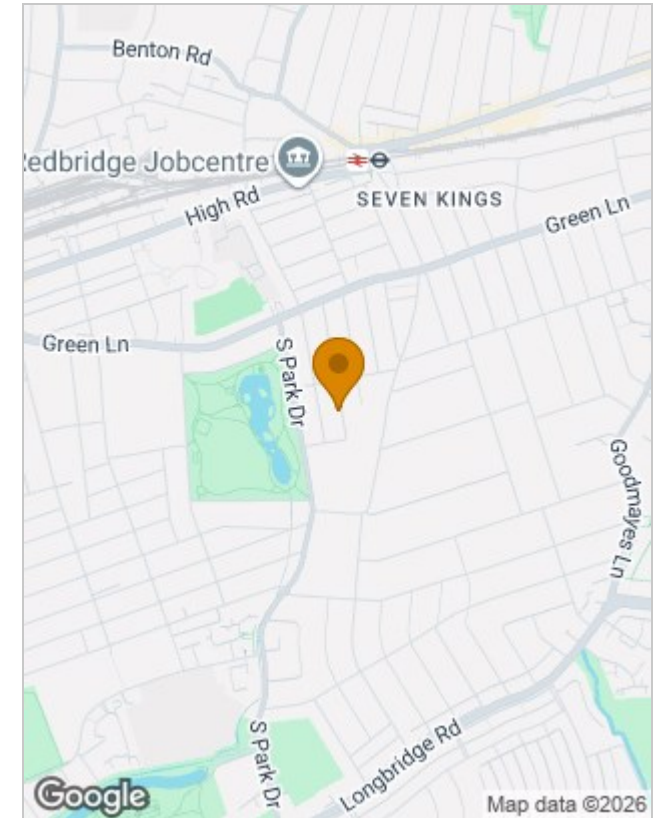 Benton Rd
edbridge Jobcentre
High Rd
SEVEN KINGS
Green Ln
Green Ln
S Park Dr
Goodmayes Ln
S Park Dr
Longbridge Rd
Google
Map data ©2026